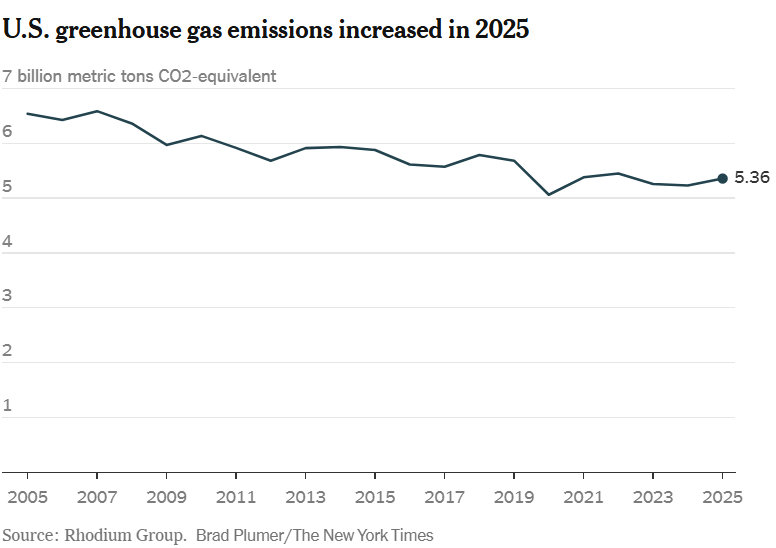 U.S. greenhouse gas emissions increased in 2025
7 billion metric tons CO2-equivalent
6
5.36
5
4
3
2
1
2005 2007 2009 2011 2013 2015 2017 2019 2021 2023 2025
Source: Rhodium Group. Brad Plumer/The New York Times